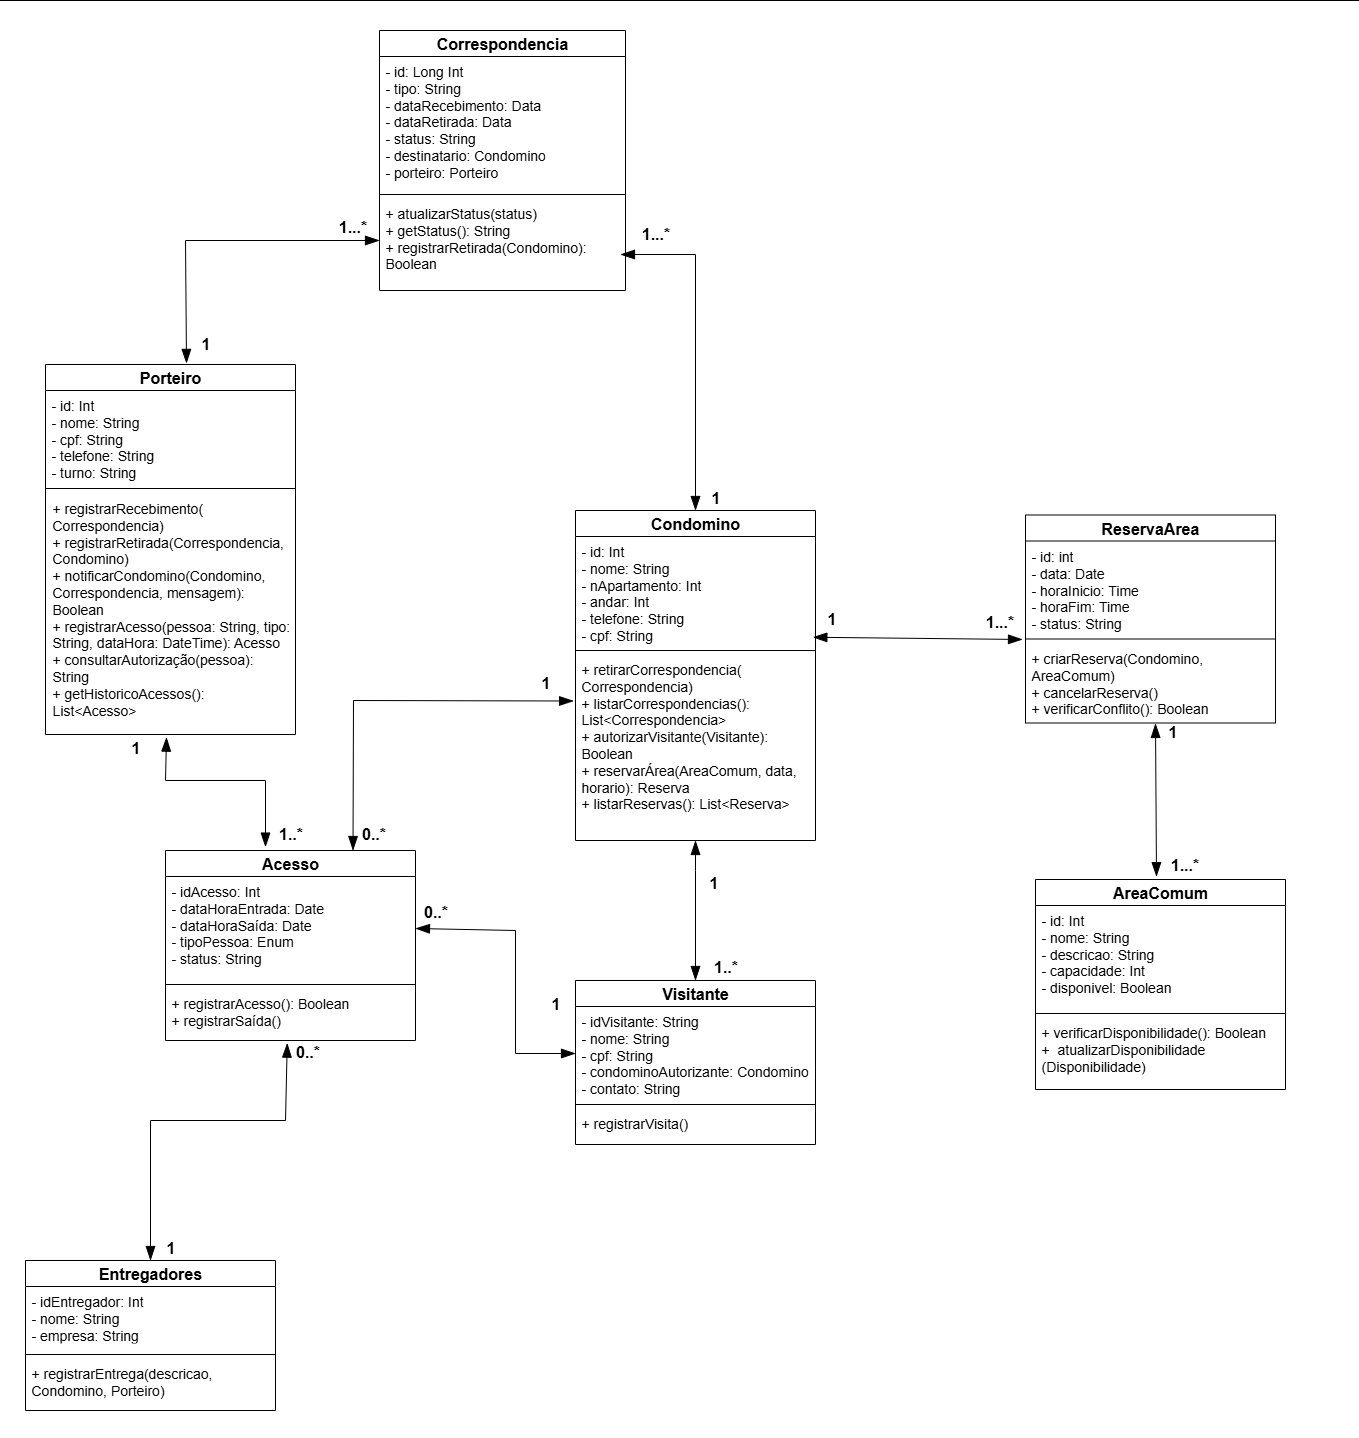 Correspondencia
- id: Long Int
- tipo: String
- dataRecebimento: Data
- dataRetirada: Data
- status: String
- destinatario: Condomino
- porteiro: Porteiro
+ atualizarStatus(status)
+ getStatus(): String
+ registrarRetirada(Condomino):
Boolean
1...*
1...*
1
Porteiro
- id: Int
- nome: String
- cpf: String
- telefone: String
- turno: String
+ registrarRecebimento(
Correspondencia)
+ registrarRetirada(Correspondencia,
Condomino)
+ notificarCondomino(Condomino,
Correspondencia, mensagem):
Boolean
+ registrarAcesso(pessoa: String, tipo:
String, dataHora: DateTime): Acesso
+ consultarAutorização(pessoa):
String
+ getHistoricoAcessos():
List<Acesso>
1
1
Condomino
- id: Int
- nome: String
- nApartamento: Int
- andar: Int
- telefone: String
- cpf: String
+ retirarCorrespondencia(
Correspondencia)
+ listarCorrespondencias():
List<Correspondencia>
+ autorizarVisitante(Visitante):
Boolean
+ reservarÁrea(AreaComum, data,
horario): Reserva
+ listarReservas(): List<Reserva>
1
1...*
ReservaArea
- id: int
- data: Date
- horaInicio: Time
- horaFim: Time
- status: String
+ criarReserva(Condomino,
AreaComum)
+ cancelarReserva()
+ verificarConflito(): Boolean
1
1...*
AreaComum
- id: Int
- nome: String
- descricao: String
- capacidade: Int
- disponivel: Boolean
+ verificarDisponibilidade(): Boolean
+  atualizarDisponibilidade
(Disponibilidade)
1
1..*
0..*
Acesso
- idAcesso: Int
- dataHoraEntrada: Date
- dataHoraSaída: Date
- tipoPessoa: Enum
- status: String
+ registrarAcesso(): Boolean
+ registrarSaída()
0..*
1
1
1..*
Visitante
- idVisitante: String
- nome: String
- cpf: String
- condominoAutorizante: Condomino
- contato: String
+ registrarVisita()
0..*
1
Entregadores
- idEntregador: Int
- nome: String
- empresa: String
+ registrarEntrega(descricao,
Condomino, Porteiro)